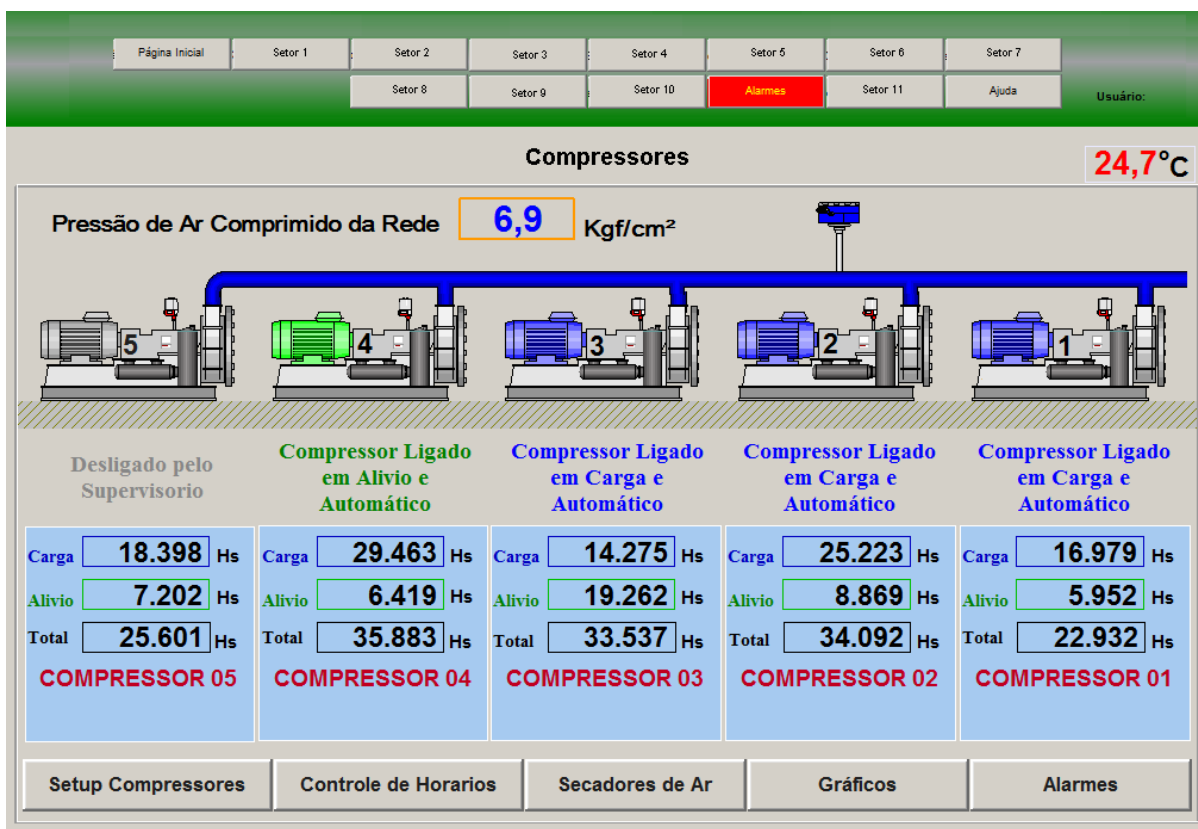 Página Inicial
Setor 1
Setor 2
Setor 3
Setor 4
Setor 5
Setor 6
Setor 7
Setor 8
Setor 9
Setor 10
Alarmes
Setor 11
Ajuda
Usuário:
Compressores
24,7°C
Pressão de Ar Comprimido da Rede 6,9 Kgf/cm²
5
4
3
2
1
Desligado pelo
Supervisorio
Compressor Ligado
em Alivio e
Automático
Compressor Ligado
em Carga e
Automático
Compressor Ligado
em Carga e
Automático
Compressor Ligado
em Carga e
Automático
Carga 18.398 Hs
Alivio 7.202 Hs
Total 25.601 Hs
COMPRESSOR 05
Carga 29.463 Hs
Alivio 6.419 Hs
Total 35.883 Hs
COMPRESSOR 04
Carga 14.275 Hs
Alivio 19.262 Hs
Total 33.537 Hs
COMPRESSOR 03
Carga 25.223 Hs
Alivio 8.869 Hs
Total 34.092 Hs
COMPRESSOR 02
Carga 16.979 Hs
Alivio 5.952 Hs
Total 22.932 Hs
COMPRESSOR 01
Setup Compressores
Controle de Horarios
Secadores de Ar
Gráficos
Alarmes